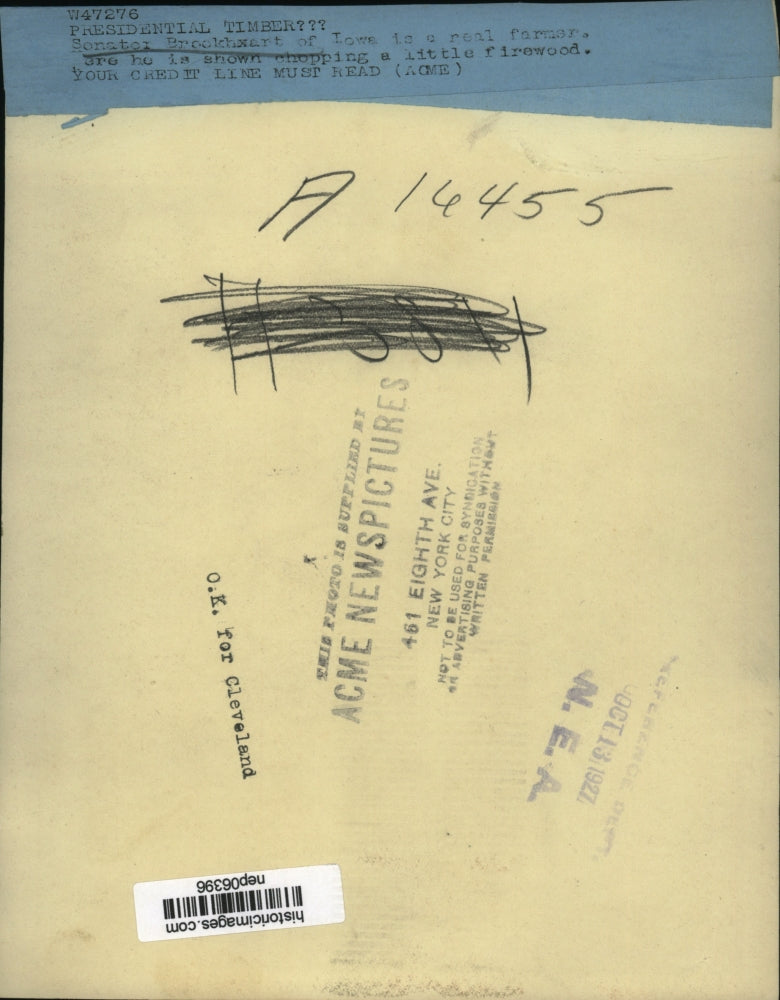 W47276
PRESIDENTIAL TIMBER???
Senator Brookhxart of Iowa is a real farmer.
ere he is shown chopping a little firewood.
YOUR CREDIT LINE MUST READ (ACME)
A 14455
THIS PHOTO IS SUPPLIED BY
ACME NEWSPICTURES
461 EIGHTH AVE.
NEW YORK CITY
NOT TO BE USED FOR SYNDICATION
OR ADVERTISING PURPOSES WITHOUT
WRITTEN PERMISSION
O.K. for Cleveland
REFERENCE DEPT.
OCT 13 1927
N. E. A.
historicimages.com
nep06396